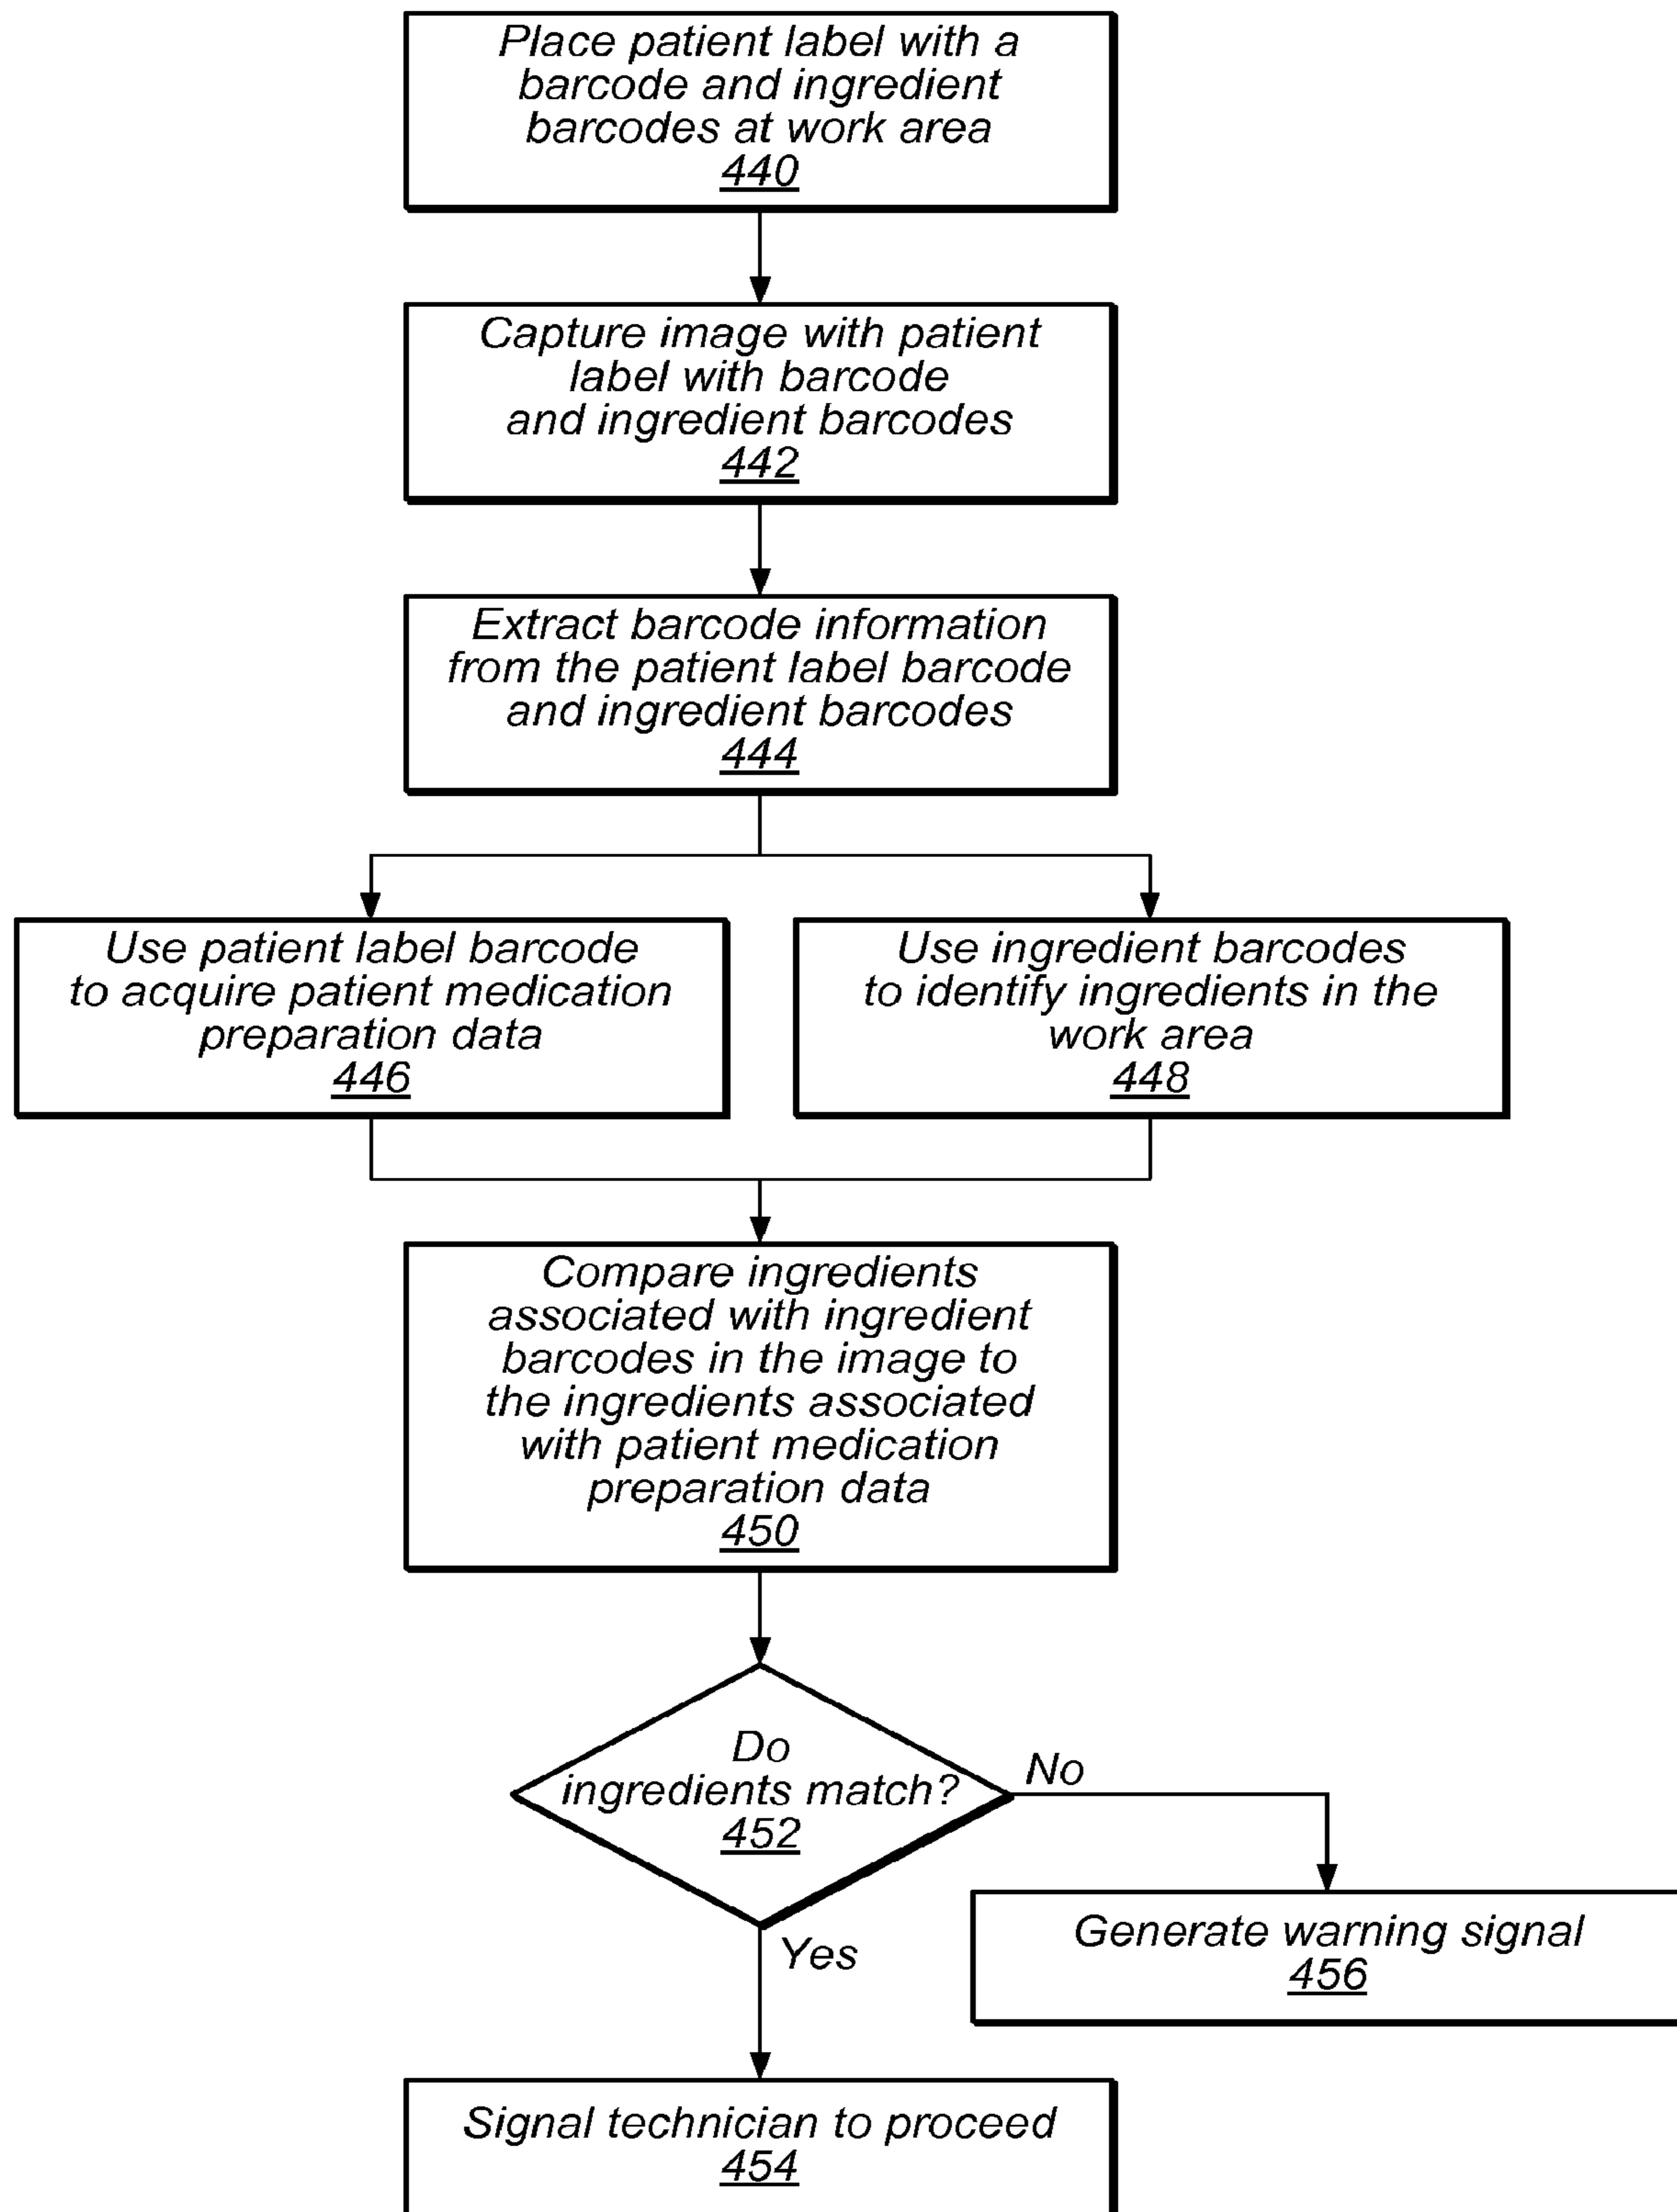 Place patient label with a
barcode and ingredient
barcodes at work area
440
Capture image with patient
label with barcode
and ingredient barcodes
442
Extract barcode information
from the patient label barcode
and ingredient barcodes
444
Use patient label barcode
to acquire patient medication
preparation data
446
Use ingredient barcodes
to identify ingredients in the
work area
448
Compare ingredients
associated with ingredient
barcodes in the image to
the ingredients associated
with patient medication
preparation data
450
Do
ingredients match?
452
No
Yes
Generate warning signal
456
Signal technician to proceed
454